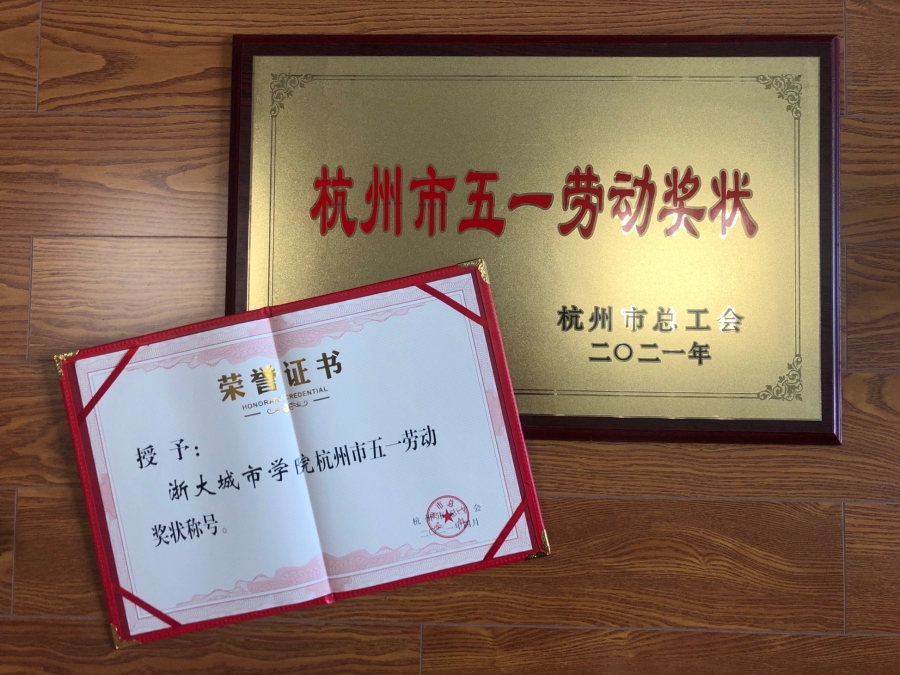 杭州市五一劳动奖状
杭州市总工会
二〇二一年
荣誉证书
HONORARY CREDENTIAL
授予：
浙大城市学院杭州市五一劳动
奖状称号。